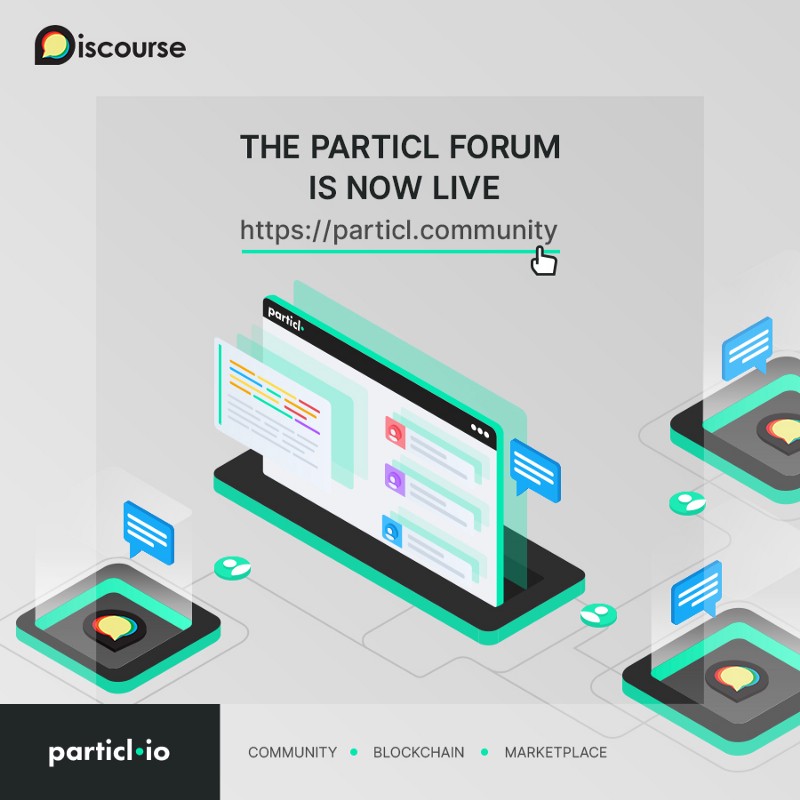 Discourse
THE PARTICL FORUM
IS NOW LIVE
https://particl.community
particl
particl•io
COMMUNITY • BLOCKCHAIN • MARKETPLACE